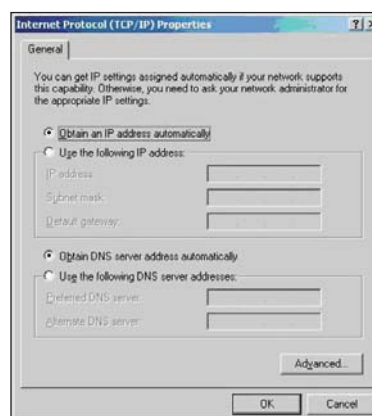 Internet Protocol (TCP/IP) Properties
General
You can get IP settings assigned automatically if your network supports
this capability. Otherwise, you need to ask your network administrator for
the appropriate IP settings.
Obtain an IP address automatically
Use the following IP address:
IP address:
Subnet mask:
Default gateway:
Obtain DNS server address automatically
Use the following DNS server addresses:
Preferred DNS server:
Alternate DNS server:
Advanced...
OK
Cancel